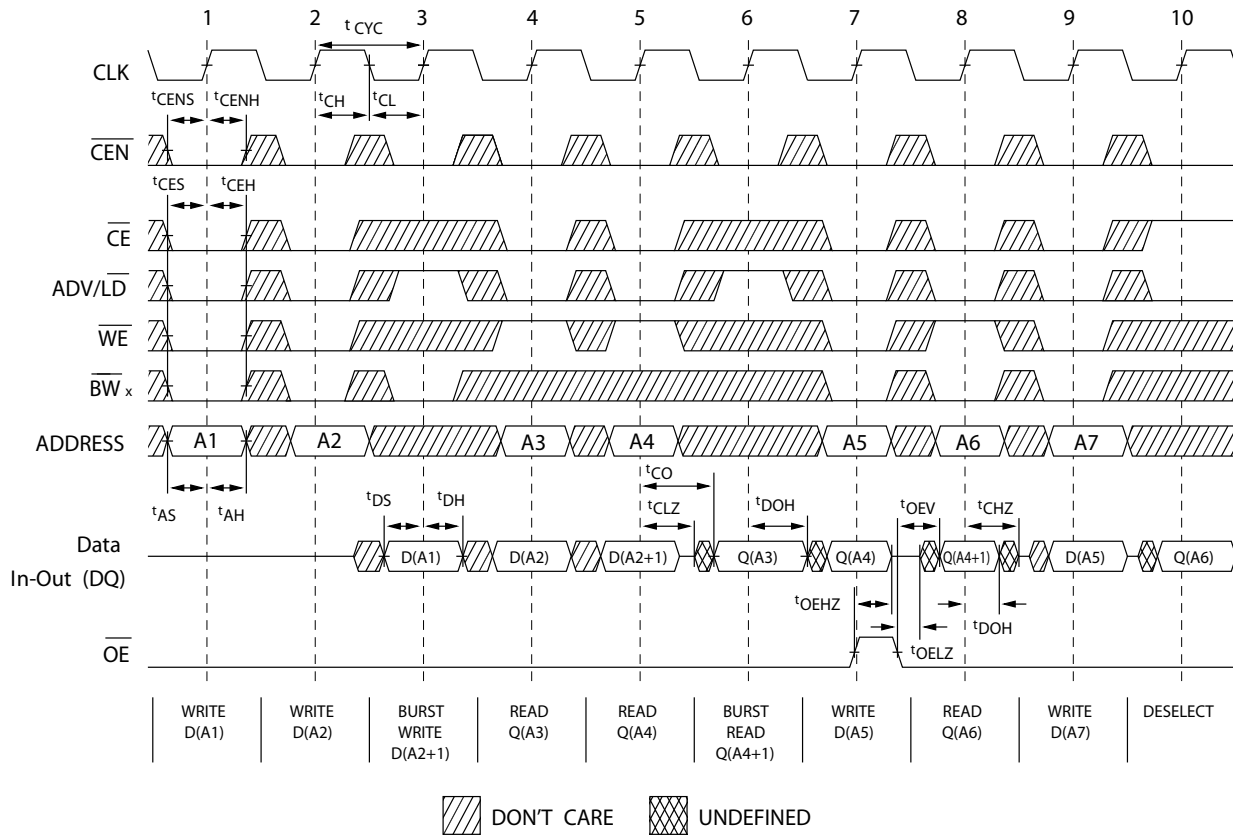 1 2 3 4 5 6 7 8 9 10
t CYC
CLK
tCENS tCENH tCH tCL
CEN
tCES tCEH
CE
ADV/LD
WE
BW x
ADDRESS A1 A2 A3 A4 A5 A6 A7
tCO
tAS tAH tDS tDH tCLZ tDOH tOEV tCHZ
Data In-Out (DQ) D(A1) D(A2) D(A2+1) Q(A3) Q(A4) Q(A4+1) D(A5) Q(A6)
tOEHZ tDOH
tOELZ
OE
WRITE D(A1)
WRITE D(A2)
BURST WRITE D(A2+1)
READ Q(A3)
READ Q(A4)
BURST READ Q(A4+1)
WRITE D(A5)
READ Q(A6)
WRITE D(A7)
DESELECT
DON'T CARE UNDEFINED